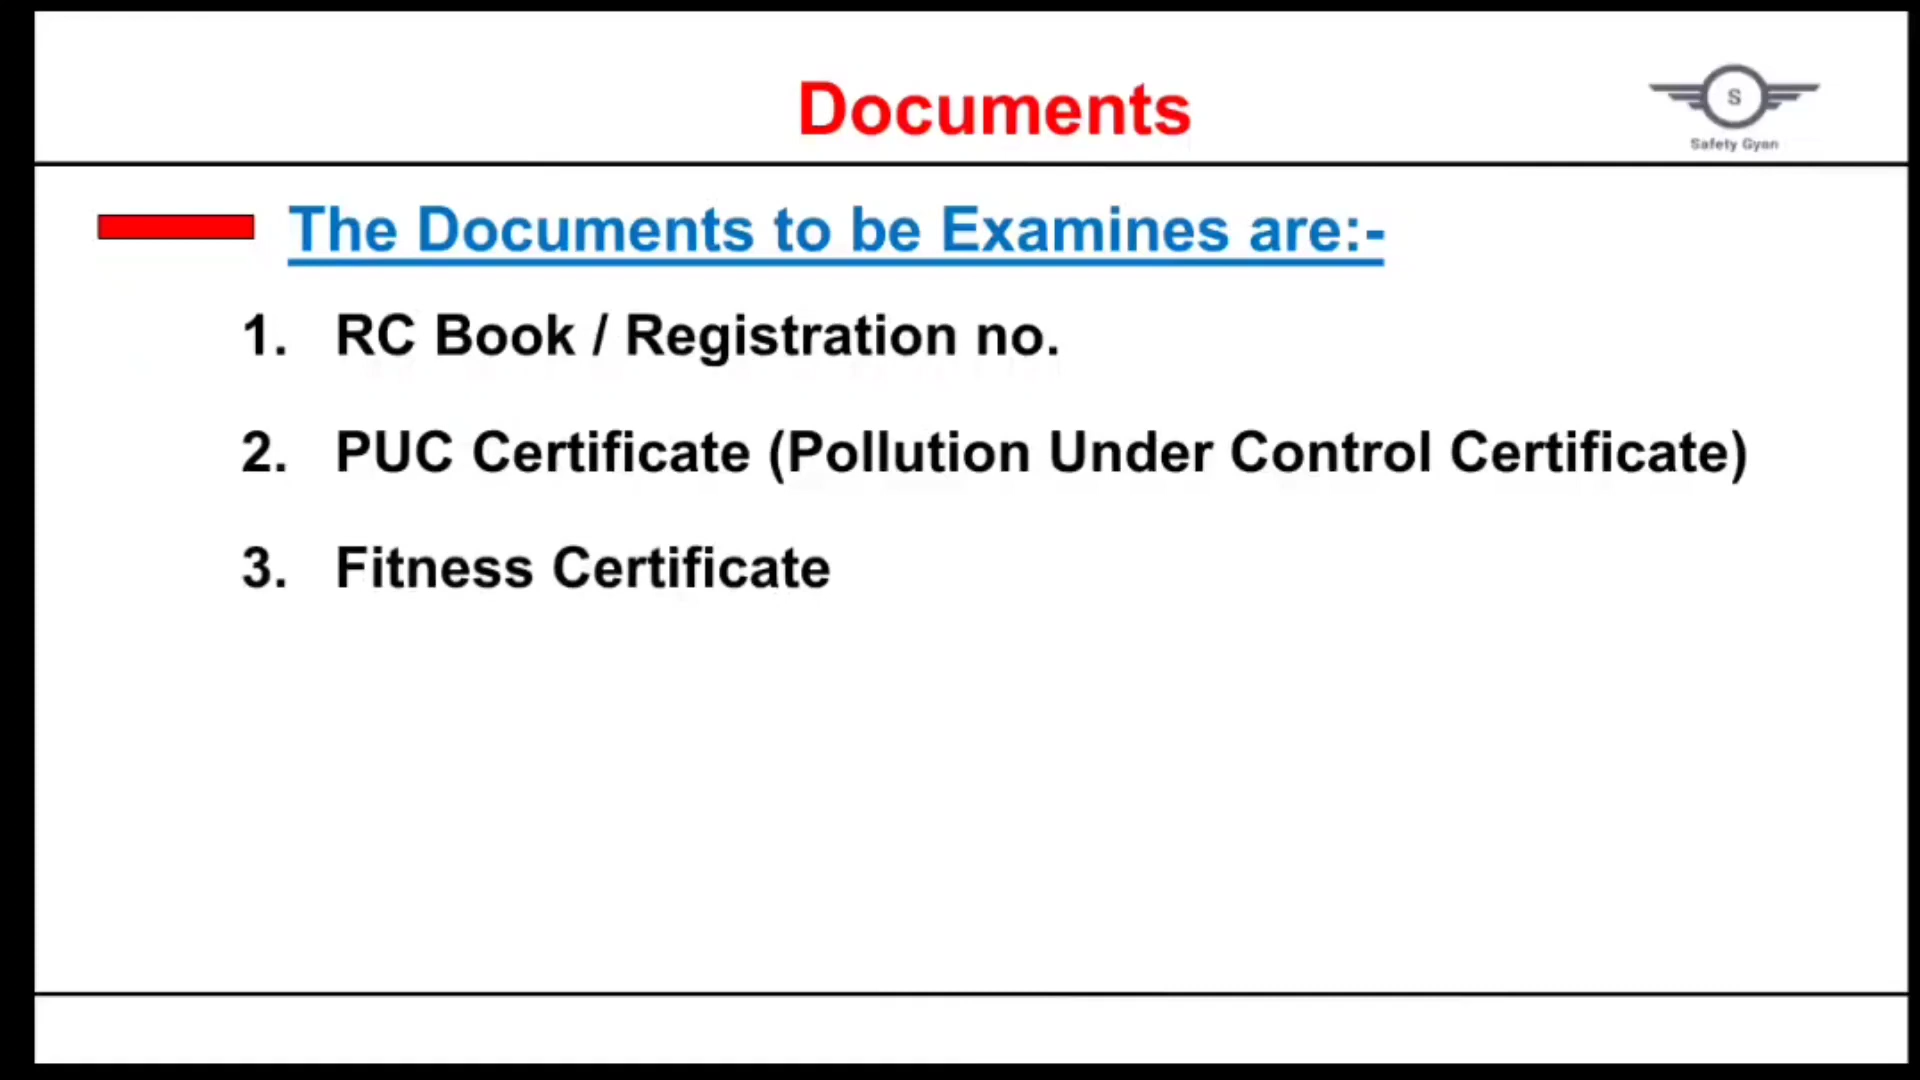 Documents
S
Safety Gyan
The Documents to be Examines are:-
1. RC Book / Registration no.
2. PUC Certificate (Pollution Under Control Certificate)
3. Fitness Certificate